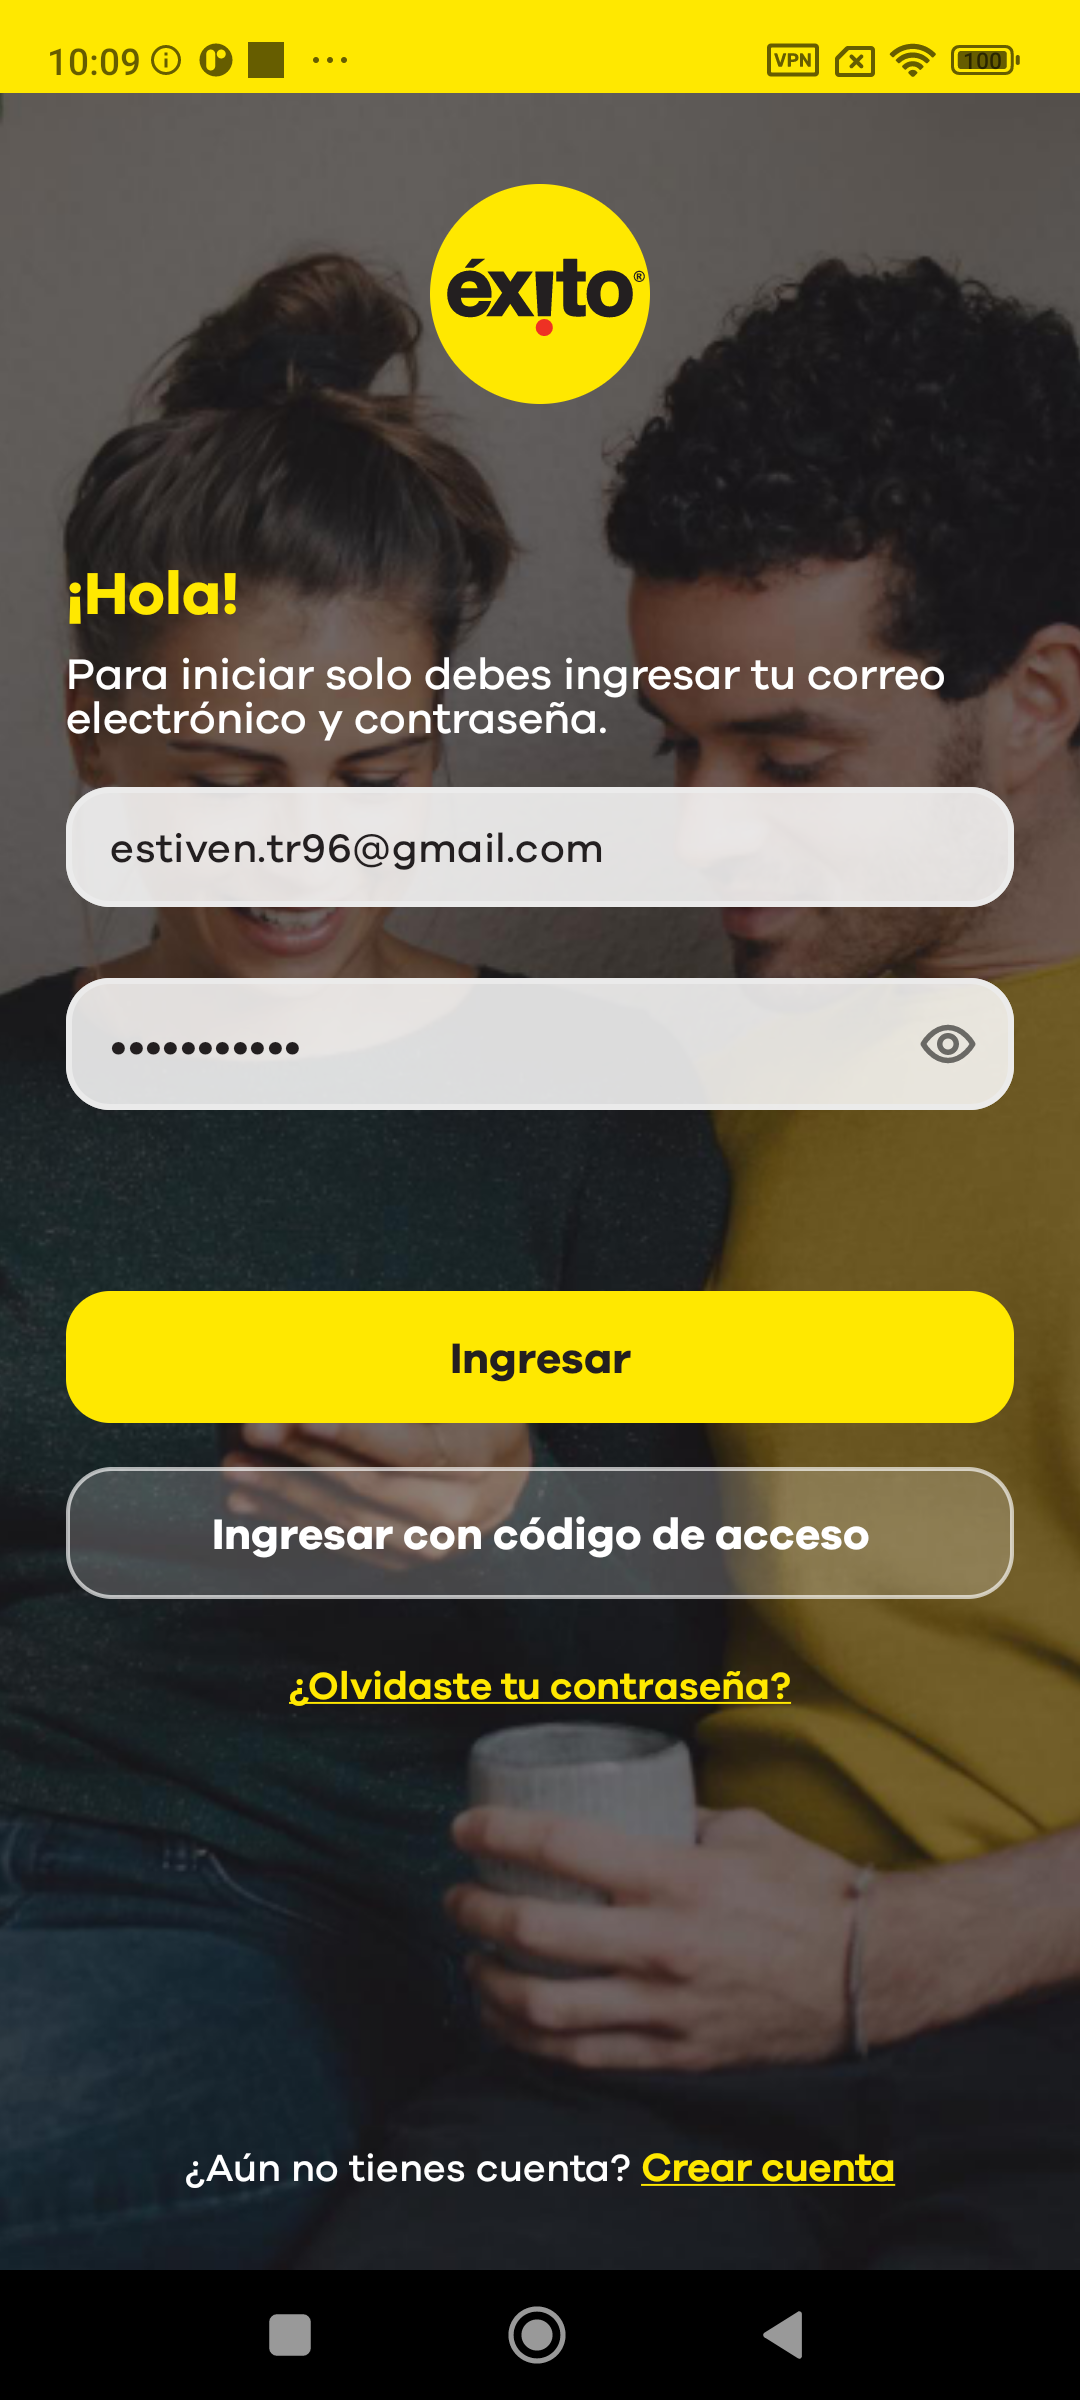 10:09
VPN
100
éxito®
¡Hola!
Para iniciar solo debes ingresar tu correo
electrónico y contraseña.
estiven.tr96@gmail.com
•••••••••••
Ingresar
Ingresar con código de acceso
¿Olvidaste tu contraseña?
¿Aún no tienes cuenta? Crear cuenta